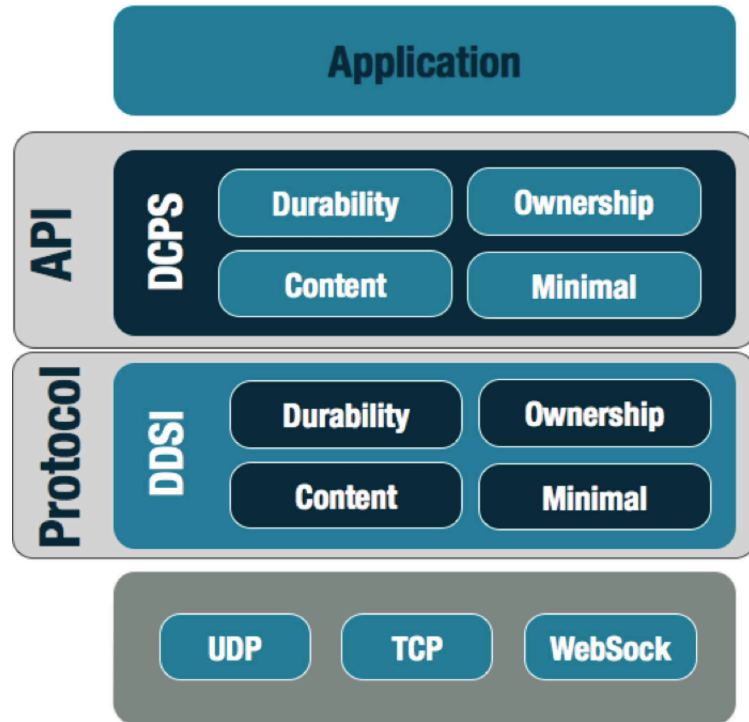 Application
API
DCPS
Durability
Ownership
Content
Minimal
Protocol
DDSI
Durability
Ownership
Content
Minimal
UDP
TCP
WebSock